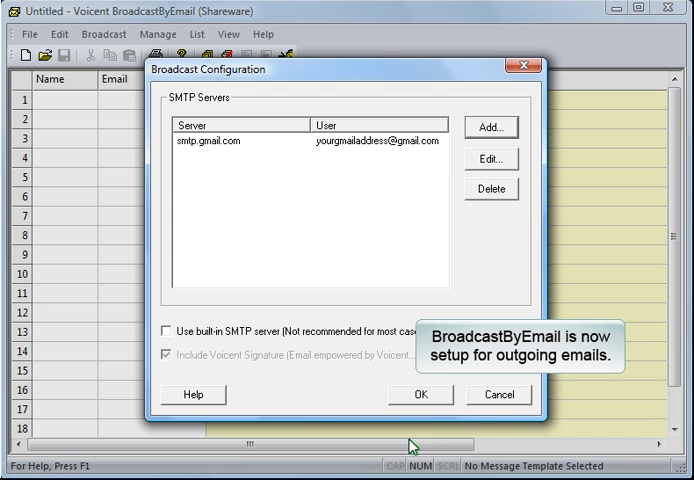 Untitled - Voicent BroadcastByEmail (Shareware)
File Edit Broadcast Manage List View Help
Name Email
Broadcast Configuration
SMTP Servers
Server User
smtp.gmail.com yourgmailaddress@gmail.com
Add...
Edit...
Delete
Use built-in SMTP server (Not recommended for most
Include Voicent Signature (Email empowered by Voicent...
BroadcastByEmail is now
setup for outgoing emails.
Help OK Cancel
1
2
3
4
5
6
7
8
9
10
11
12
13
14
15
16
17
18
For Help, Press F1 CAP NUM SCRL No Message Template Selected